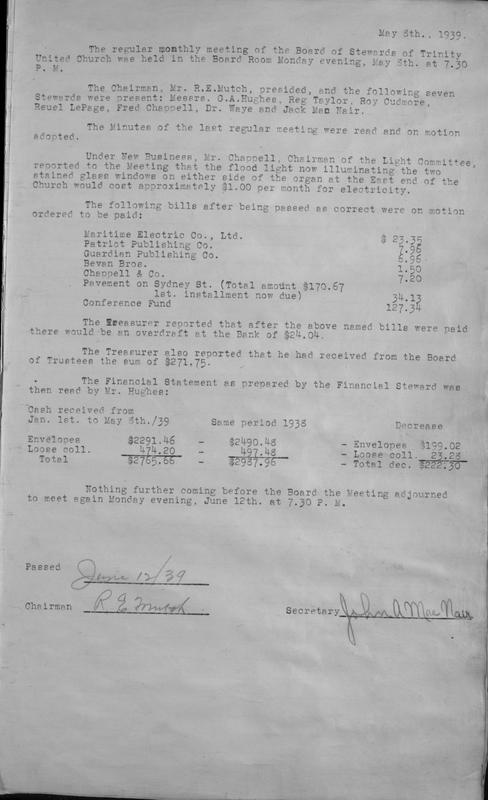 May 8th., 1939.
The regular monthly meeting of the Board of Stewards of Trinity
United Church was held in the Board Room Monday evening, May 8th. at 7.30
P. M.
The Chairman, Mr. R.E.Mutch, presided, and the following seven
Stewards were present: Messrs. G.A.Hughes, Reg Taylor, Roy Cudmore,
Reuel LePage, Fred Chappell, Dr. Waye and Jack Mac Nair.
The Minutes of the last regular meeting were read and on motion
adopted.
Under New Business, Mr. Chappell, Chairman of the Light Committee,
reported to the Meeting that the flood light now illuminating the two
stained glass windows on either side of the organ at the East end of the
Church would cost approximately $1.00 per month for electricity.
The following bills after being passed as correct were on motion
ordered to be paid:
Maritime Electric Co., Ltd. $ 23.35
Patriot Publishing Co. 7.96
Guardian Publishing Co. 6.96
Bevan Bros. 1.50
Chappell & Co. 7.20
Pavement on Sydney St. (Total amount $170.67
1st. installment now due) 34.13
Conference Fund 127.34
The Treasurer reported that after the above named bills were paid
there would be an overdraft at the Bank of $24.04.
The Treasurer also reported that he had received from the Board
of Trustees the sum of $271.75.
The Financial Statement as prepared by the Financial Steward was
then read by Mr. Hughes:
Cash received from
Jan. 1st. to May 8th./39 Same period 1938 Decrease
Envelopes $2291.46 - $2490.48 - Envelopes $199.02
Loose coll. 474.20 - 497.48 - Loose coll. 23.28
Total $2765.66 - $2987.96 - Total dec. $222.30
Nothing further coming before the Board the Meeting adjourned
to meet again Monday evening, June 12th. at 7.30 P. M.
Passed June 12/39
Chairman R E Mutch
Secretary John A Mac Nair